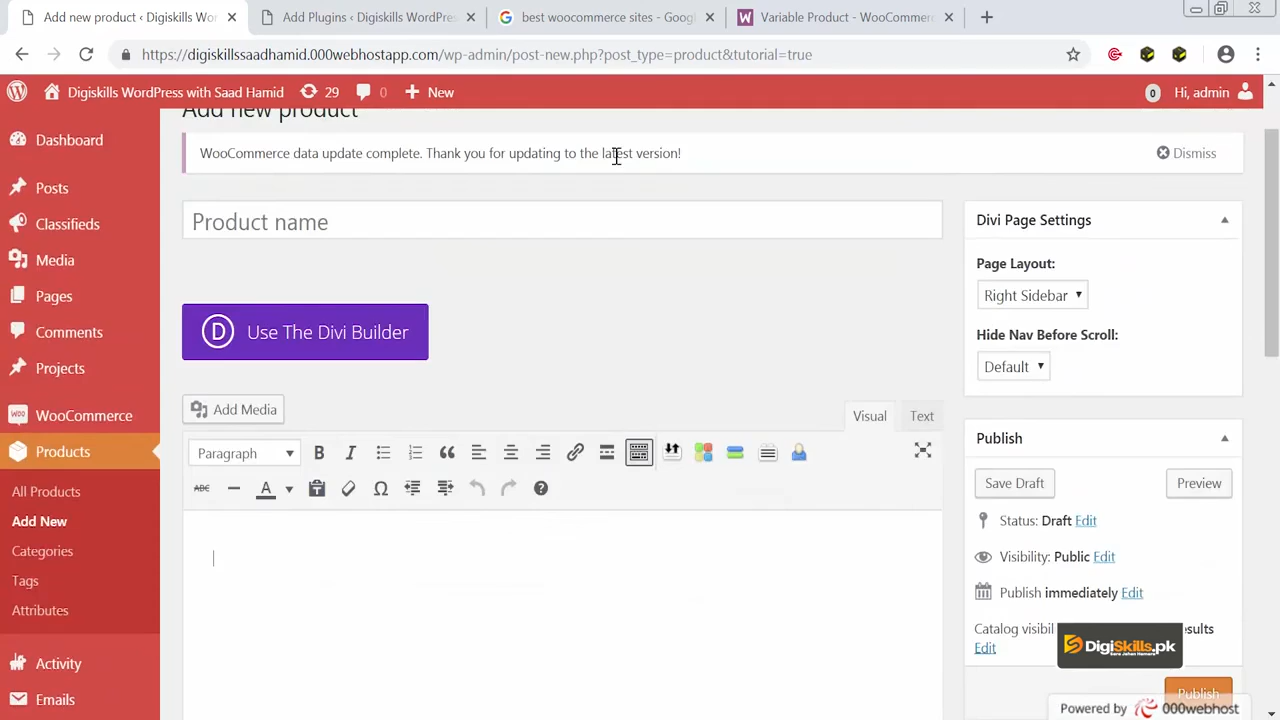 Add new product ‹ Digiskills Wor
Add Plugins ‹ Digiskills WordPres
best woocommerce sites - Googl
Variable Product - WooCommerc
https://digiskillssaadhamid.000webhostapp.com/wp-admin/post-new.php?post_type=product&tutorial=true
Digiskills WordPress with Saad Hamid
29
0
New
0
Hi, admin
Add new product
WooCommerce data update complete. Thank you for updating to the latest version!
Dismiss
Dashboard
Posts
Classifieds
Media
Pages
Comments
Projects
WooCommerce
Products
All Products
Add New
Categories
Tags
Attributes
Activity
Emails
Product name
D Use The Divi Builder
Add Media
Visual
Text
Paragraph
B
I
ABC
A
Divi Page Settings
Page Layout:
Right Sidebar
Hide Nav Before Scroll:
Default
Publish
Save Draft
Preview
Status: Draft Edit
Visibility: Public Edit
Publish immediately Edit
Catalog visibil
Edit
DigiSkills.pk
Publish
Powered by 000webhost